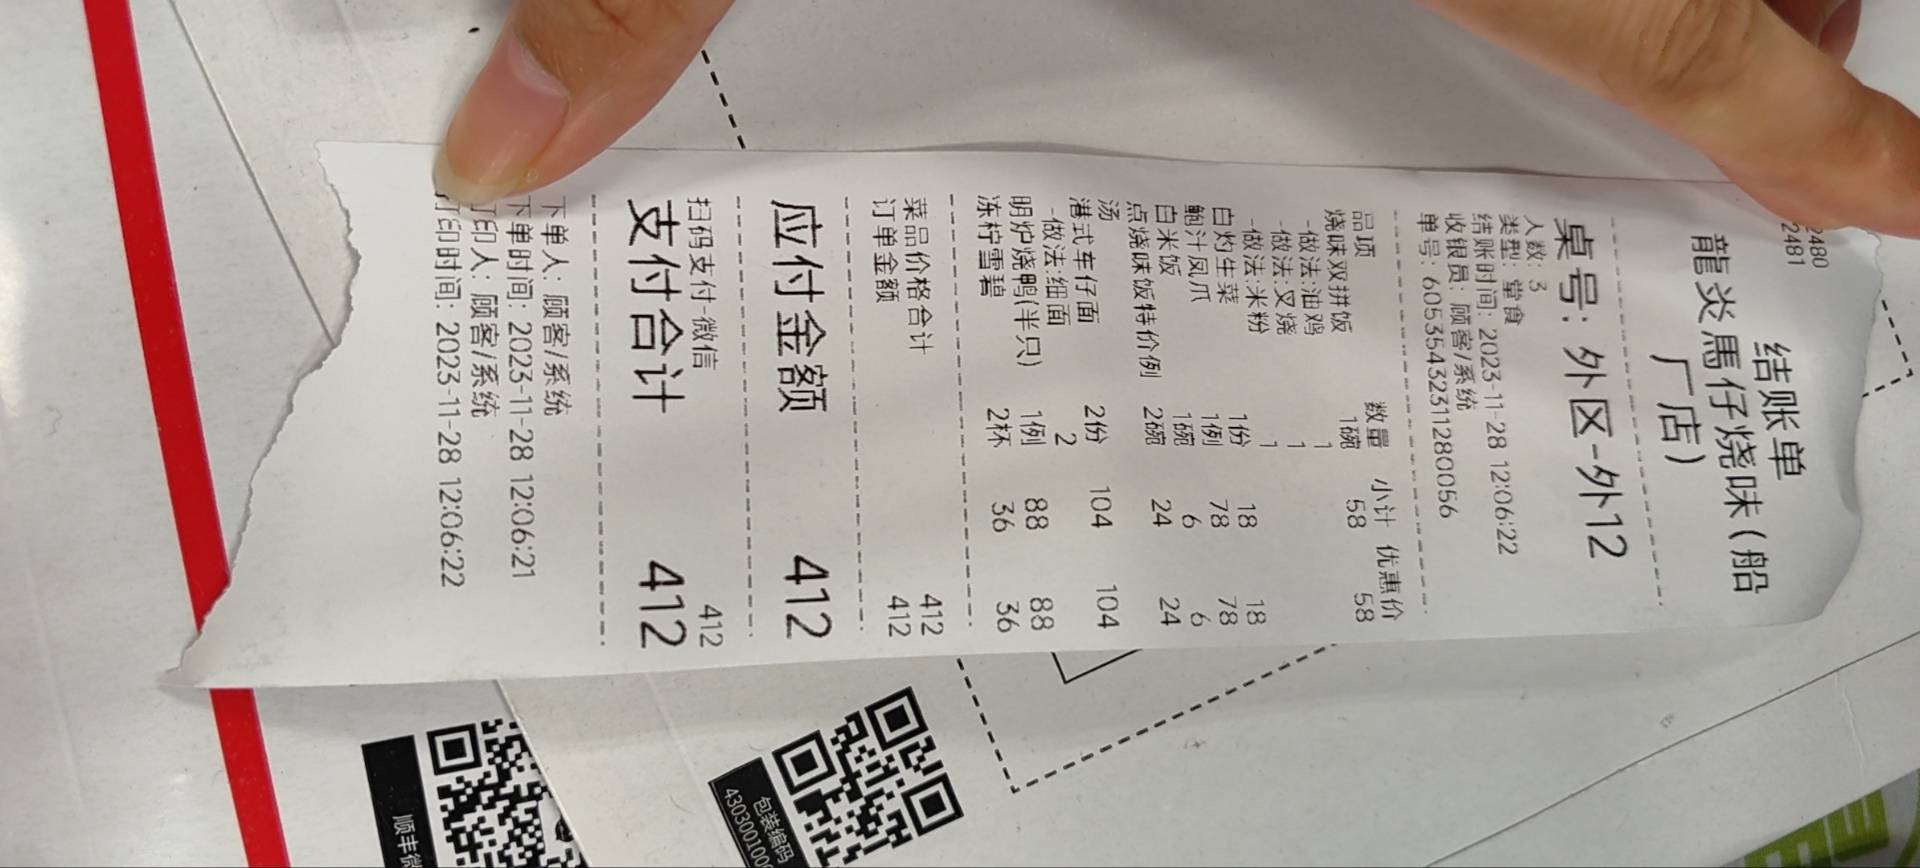 2480
2481
结账单
龍炎馬仔烧味(船
厂店)
桌号: 外区-外12
人数: 3
类型: 堂食
结账时间: 2023-11-28 12:06:22
收银员: 顾客/系统
单号: 6053543231128 0056
品项 数量 小计 优惠价
烧味双拼饭 1碗 58 58
-做法:油鸡 1
-做法:叉烧 1
-做法:米粉 1
白灼生菜 1份 18 18
鲍汁凤爪 1例 78 78
白米饭 1碗 6 6
点烧味饭特价例 2碗 24 24
汤
港式车仔面 2份 104 104
-做法:细面 2
明炉烧鸭(半只) 1例 88 88
冻柠雪碧 2杯 36 36
菜品价格合计 412
订单金额 412
应付金额 412
扫码支付-微信 412
支付合计 412
下单人: 顾客/系统
下单时间: 2023-11-28 12:06:21
印人: 顾客/系统
印时间: 2023-11-28 12:06:22
包装编码
顺丰